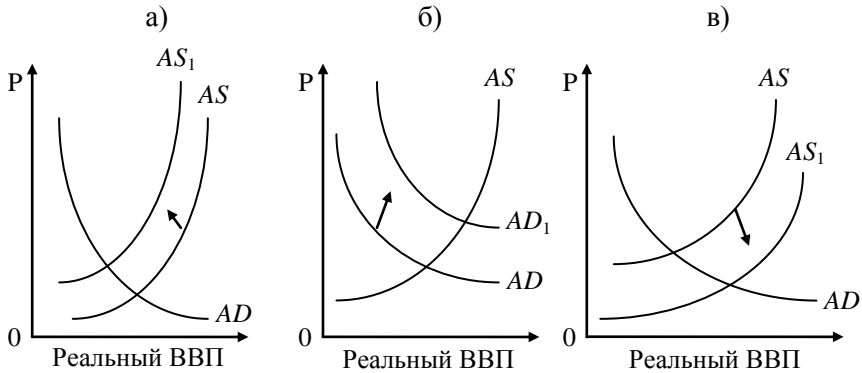 а)
б)
в)
AS₁
AS
AS
AS
AS₁
P
P
P
AD₁
AD
AD
AD
0
0
0
Реальный ВВП
Реальный ВВП
Реальный ВВП